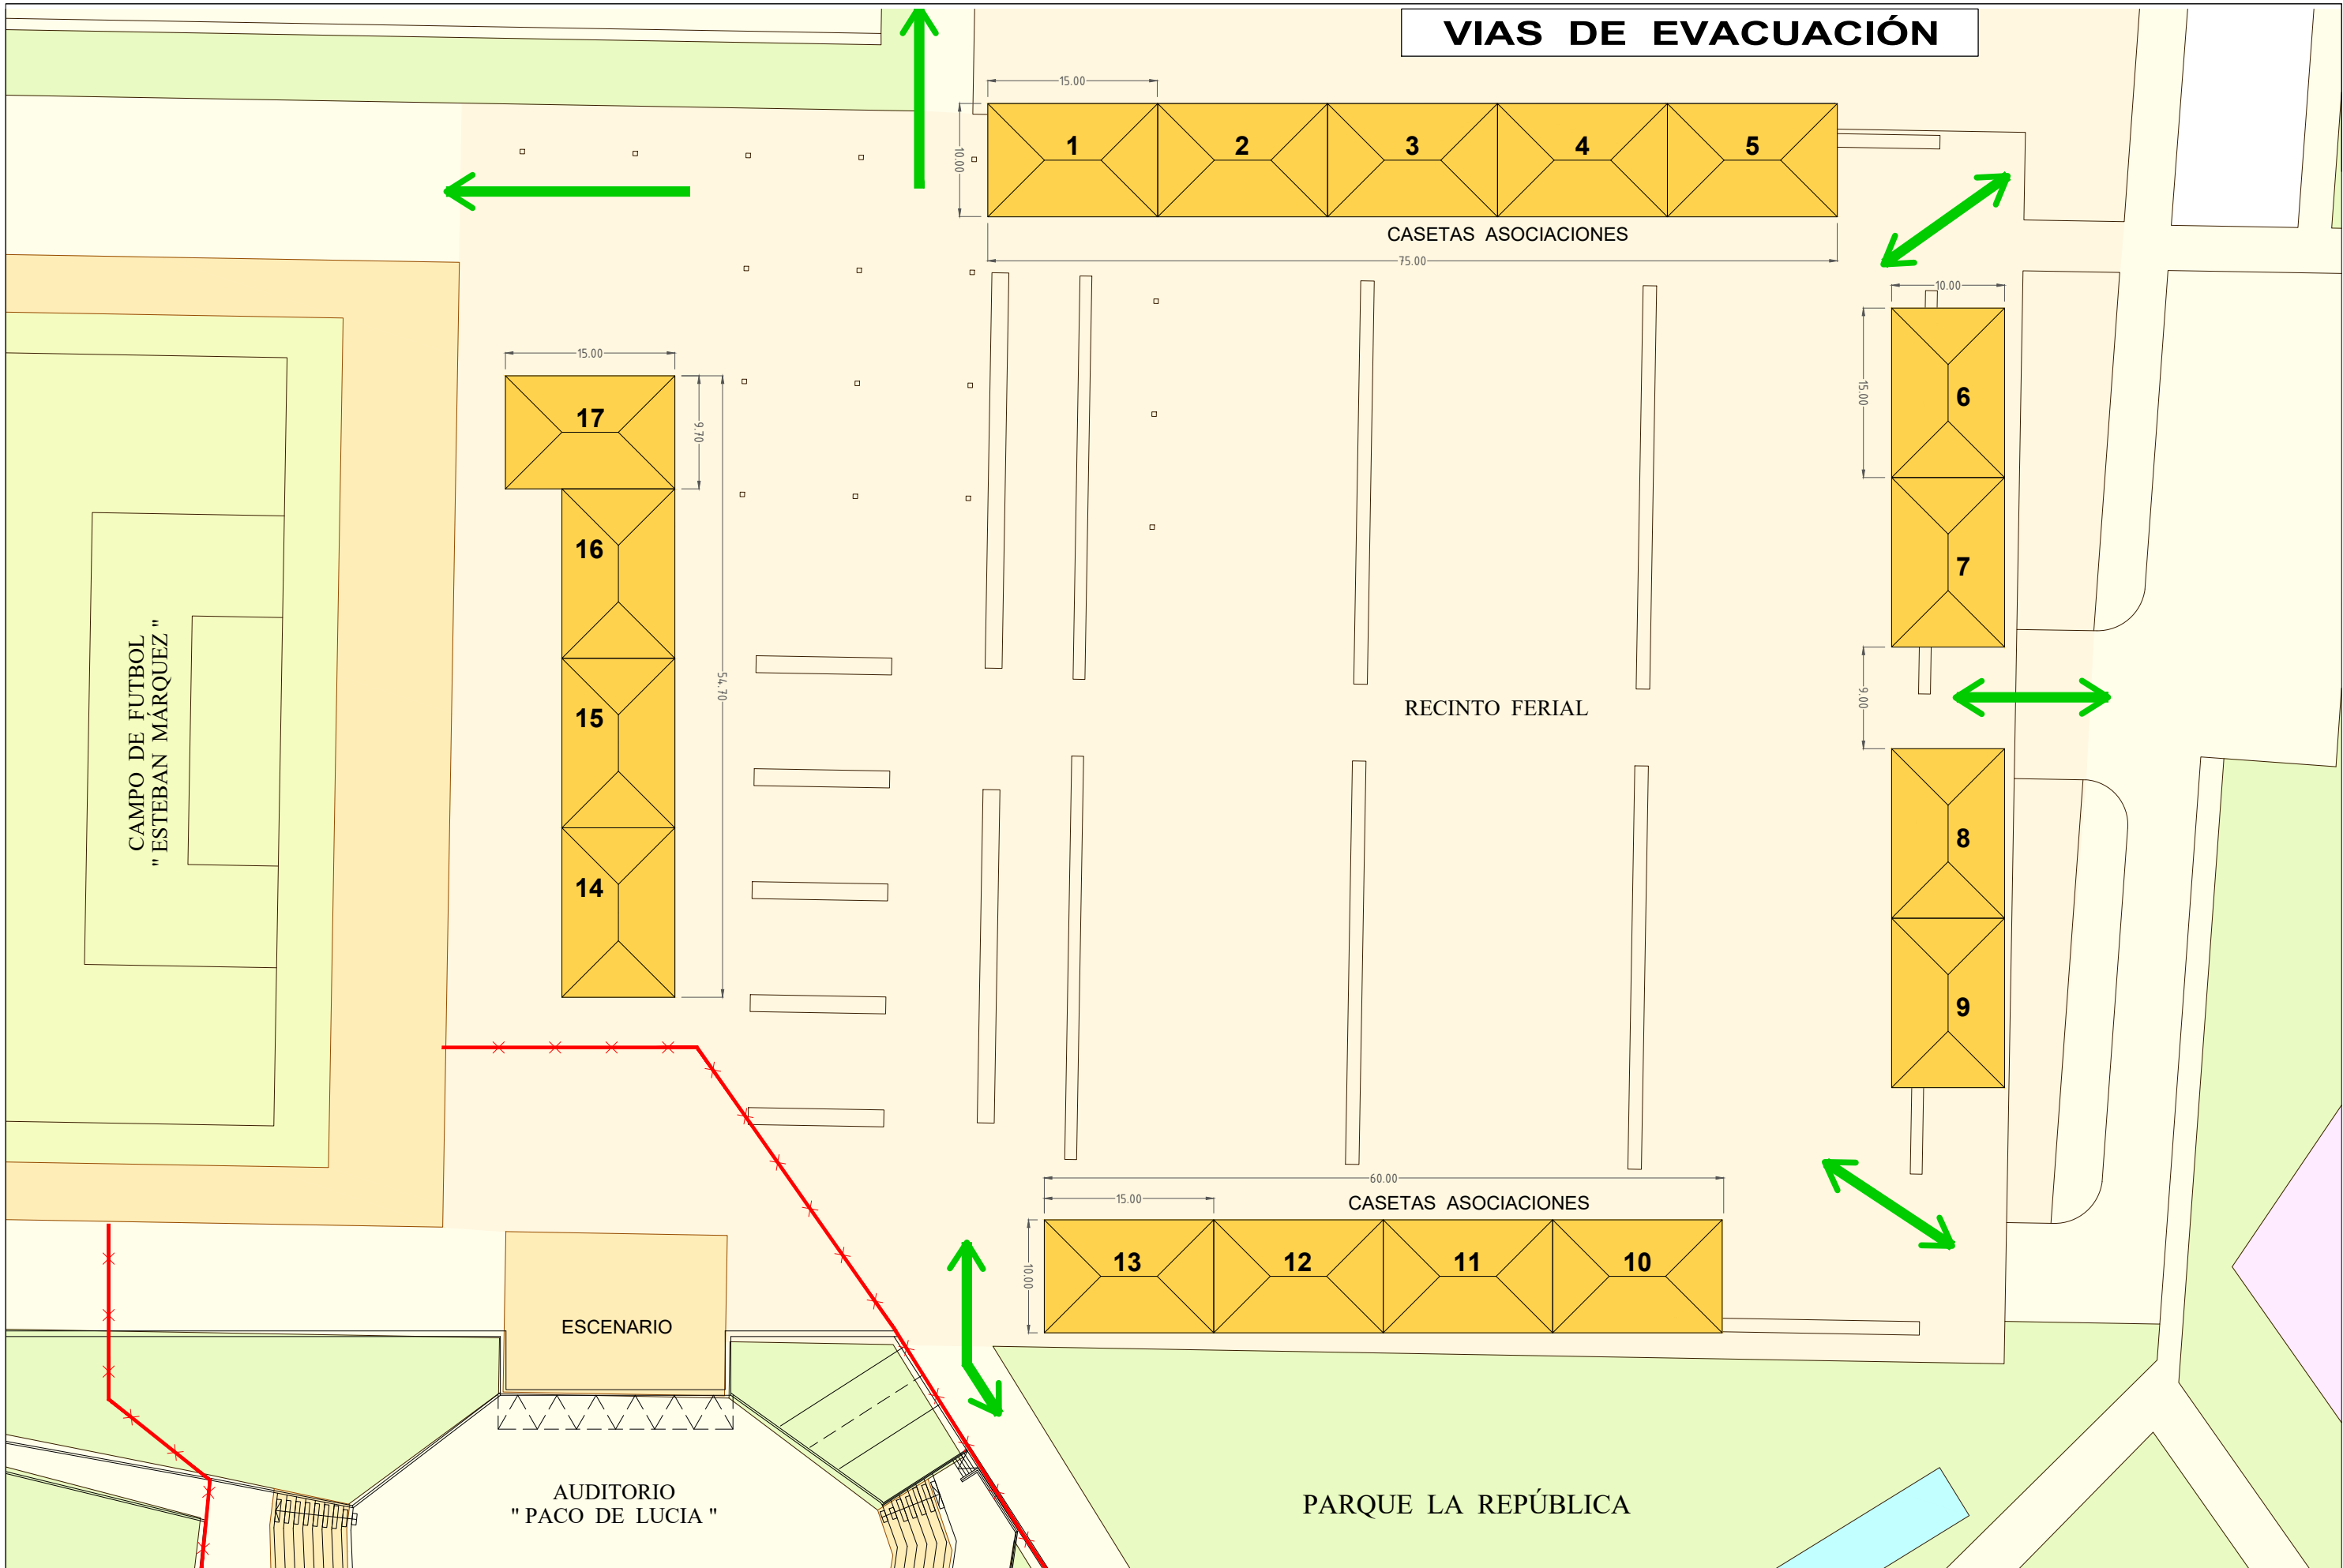 VIAS DE EVACUACIÓN
15.00
10.00
1
2
3
4
5
CASETAS ASOCIACIONES
75.00
10.00
15.00
6
7
9.00
8
9
15.00
9.70
54.70
17
16
15
14
CAMPO DE FUTBOL
" ESTEBAN MÁRQUEZ "
RECINTO FERIAL
60.00
15.00
CASETAS ASOCIACIONES
10.00
13
12
11
10
ESCENARIO
AUDITORIO
" PACO DE LUCIA "
PARQUE LA REPÚBLICA